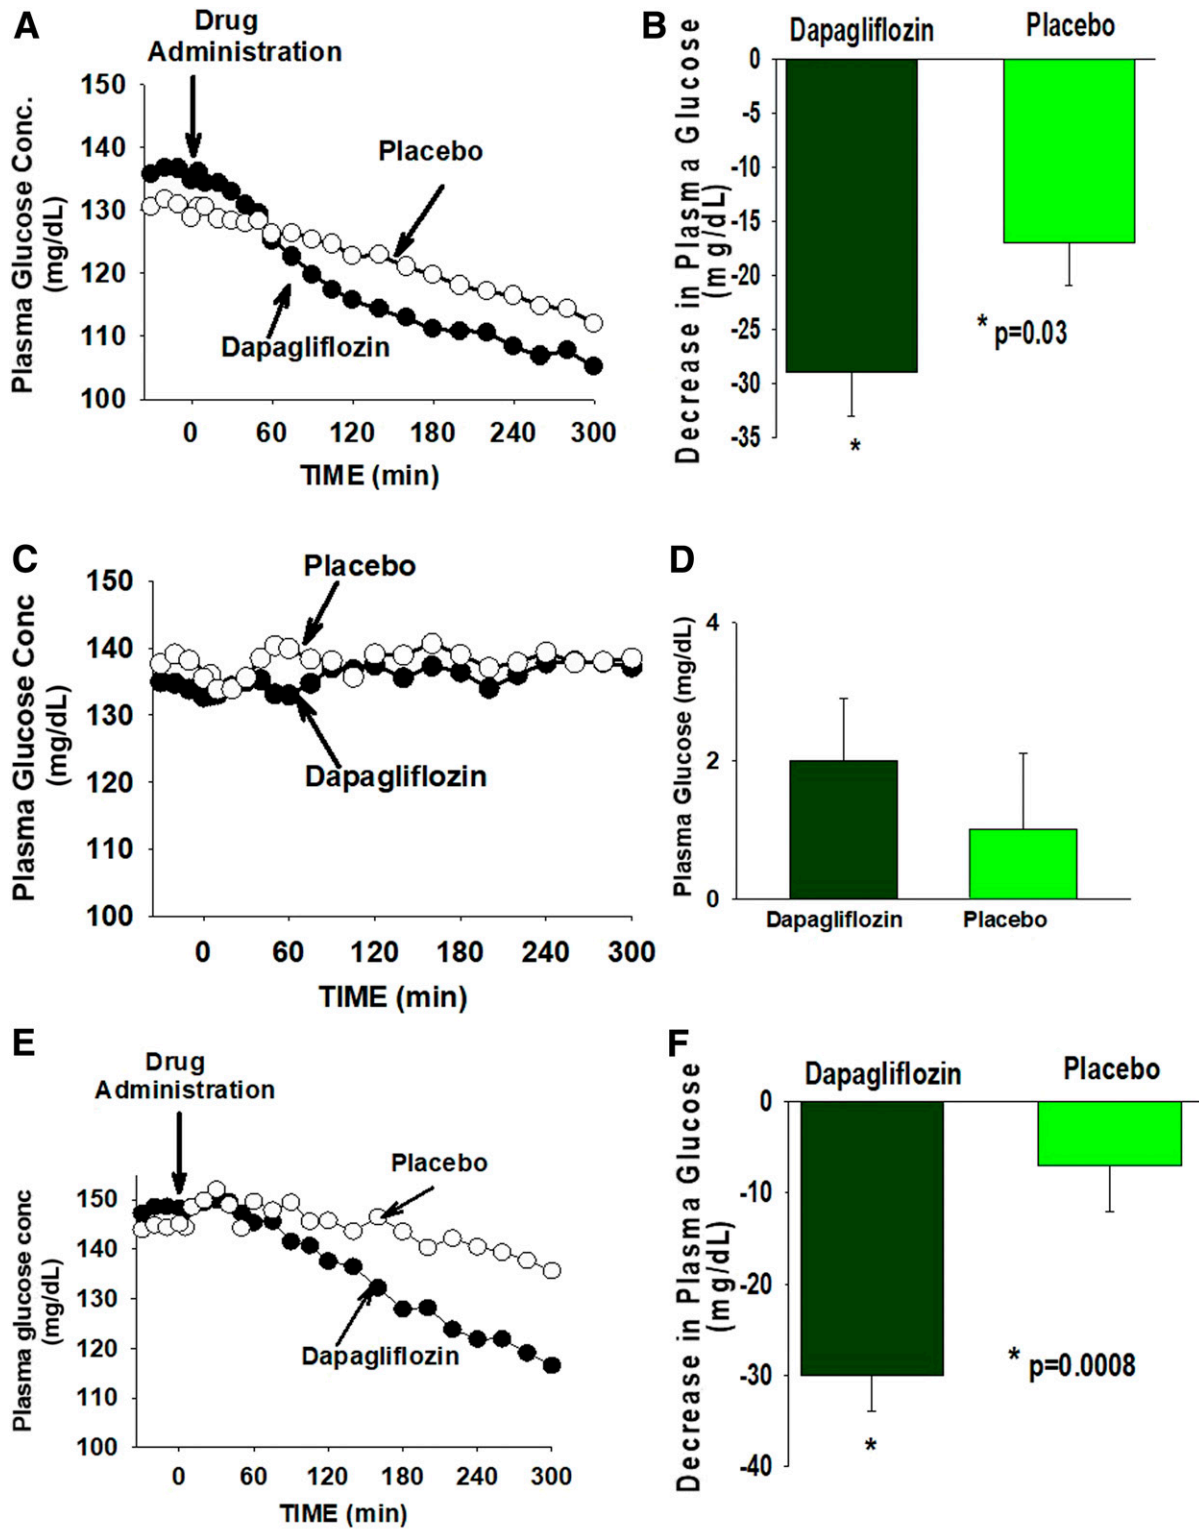 A
Drug
Administration
Plasma Glucose Conc.
(mg/dL)
150
140
130
120
110
100
Placebo
Dapagliflozin
0 60 120 180 240 300
TIME (min)
B
Dapagliflozin Placebo
Decrease in Plasma Glucose
(mg/dL)
0
-5
-10
-15
-20
-25
-30
-35
* p=0.03
*
C
Placebo
Plasma Glucose Conc
(mg/dL)
150
140
130
120
110
100
Dapagliflozin
0 60 120 180 240 300
TIME (min)
D
Plasma Glucose (mg/dL)
4
2
0
Dapagliflozin Placebo
E
Drug
Administration
Plasma glucose conc
(mg/dL)
150
140
130
120
110
100
Placebo
Dapagliflozin
0 60 120 180 240 300
TIME (min)
F
Dapagliflozin Placebo
Decrease in Plasma Glucose
(mg/dL)
0
-10
-20
-30
-40
* p=0.0008
*